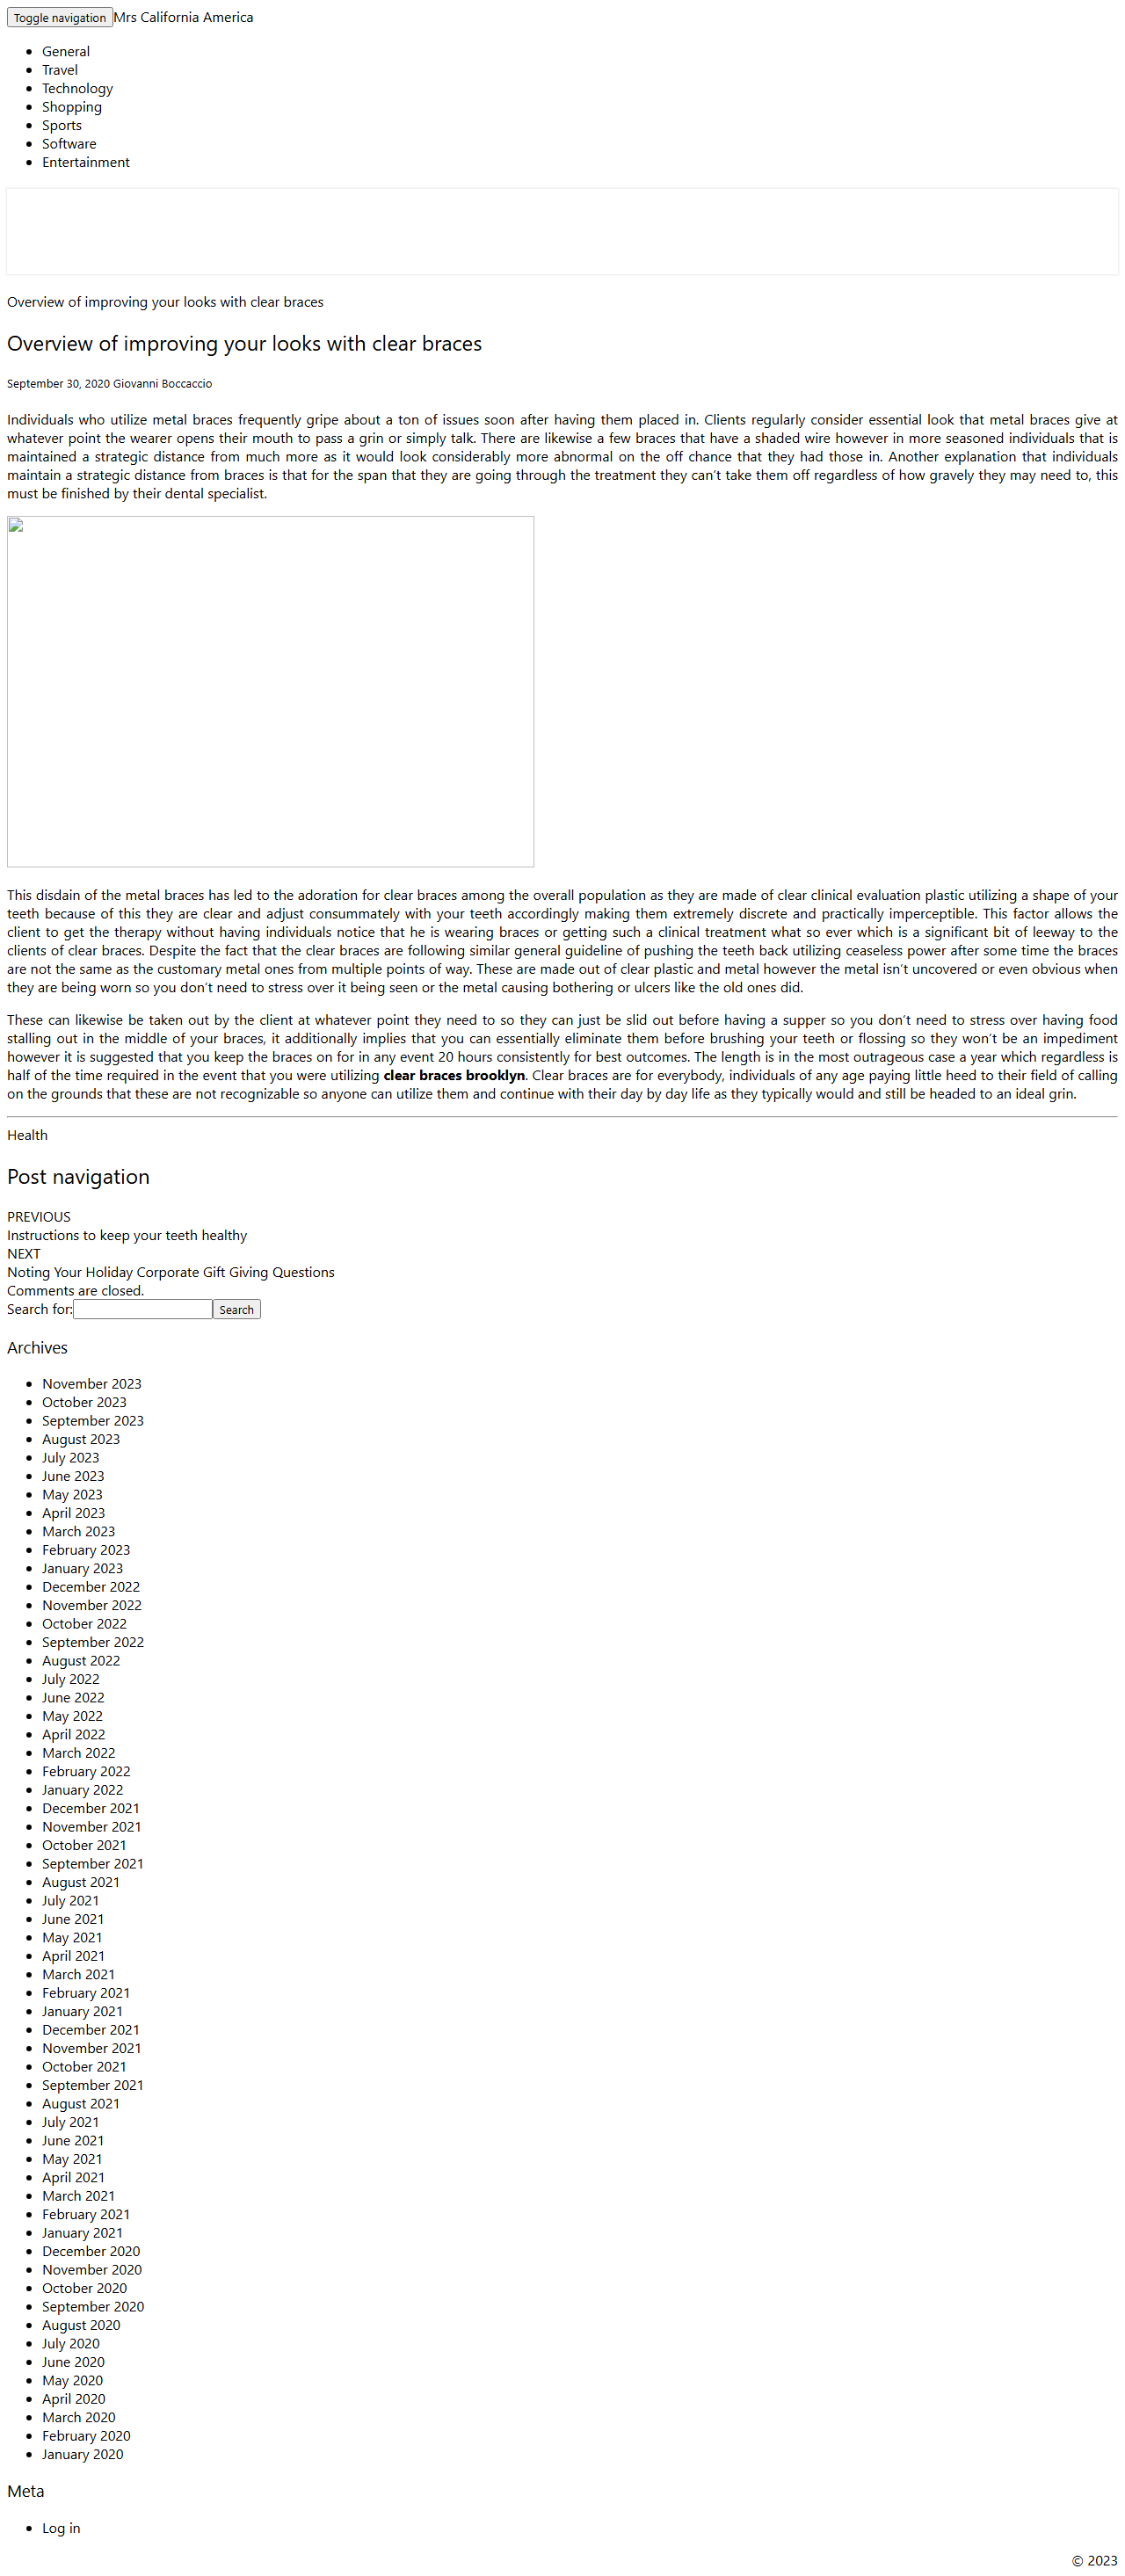 Toggle navigation Mrs California America
General
Travel
Technology
Shopping
Sports
Software
Entertainment
Overview of improving your looks with clear braces
Overview of improving your looks with clear braces
September 30, 2020 Giovanni Boccaccio
Individuals who utilize metal braces frequently gripe about a ton of issues soon after having them placed in. Clients regularly consider essential look that metal braces give at
whatever point the wearer opens their mouth to pass a grin or simply talk. There are likewise a few braces that have a shaded wire however in more seasoned individuals that is
maintained a strategic distance from much more as it would look considerably more abnormal on the off chance that they had those in. Another explanation that individuals
maintain a strategic distance from braces is that for the span that they are going through the treatment they can’t take them off regardless of how gravely they may need to, this
must be finished by their dental specialist.
This disdain of the metal braces has led to the adoration for clear braces among the overall population as they are made of clear clinical evaluation plastic utilizing a shape of your
teeth because of this they are clear and adjust consummately with your teeth accordingly making them extremely discrete and practically imperceptible. This factor allows the
client to get the therapy without having individuals notice that he is wearing braces or getting such a clinical treatment what so ever which is a significant bit of leeway to the
clients of clear braces. Despite the fact that the clear braces are following similar general guideline of pushing the teeth back utilizing ceaseless power after some time the braces
are not the same as the customary metal ones from multiple points of way. These are made out of clear plastic and metal however the metal isn’t uncovered or even obvious when
they are being worn so you don’t need to stress over it being seen or the metal causing bothering or ulcers like the old ones did.
These can likewise be taken out by the client at whatever point they need to so they can just be slid out before having a supper so you don’t need to stress over having food
stalling out in the middle of your braces, it additionally implies that you can essentially eliminate them before brushing your teeth or flossing so they won’t be an impediment
however it is suggested that you keep the braces on for in any event 20 hours consistently for best outcomes. The length is in the most outrageous case a year which regardless is
half of the time required in the event that you were utilizing clear braces brooklyn. Clear braces are for everybody, individuals of any age paying little heed to their field of calling
on the grounds that these are not recognizable so anyone can utilize them and continue with their day by day life as they typically would and still be headed to an ideal grin.
Health
Post navigation
PREVIOUS
Instructions to keep your teeth healthy
NEXT
Noting Your Holiday Corporate Gift Giving Questions
Comments are closed.
Search for: Search
Archives
November 2023
October 2023
September 2023
August 2023
July 2023
June 2023
May 2023
April 2023
March 2023
February 2023
January 2023
December 2022
November 2022
October 2022
September 2022
August 2022
July 2022
June 2022
May 2022
April 2022
March 2022
February 2022
January 2022
December 2021
November 2021
October 2021
September 2021
August 2021
July 2021
June 2021
May 2021
April 2021
March 2021
February 2021
January 2021
December 2021
November 2021
October 2021
September 2021
August 2021
July 2021
June 2021
May 2021
April 2021
March 2021
February 2021
January 2021
December 2020
November 2020
October 2020
September 2020
August 2020
July 2020
June 2020
May 2020
April 2020
March 2020
February 2020
January 2020
Meta
Log in
© 2023